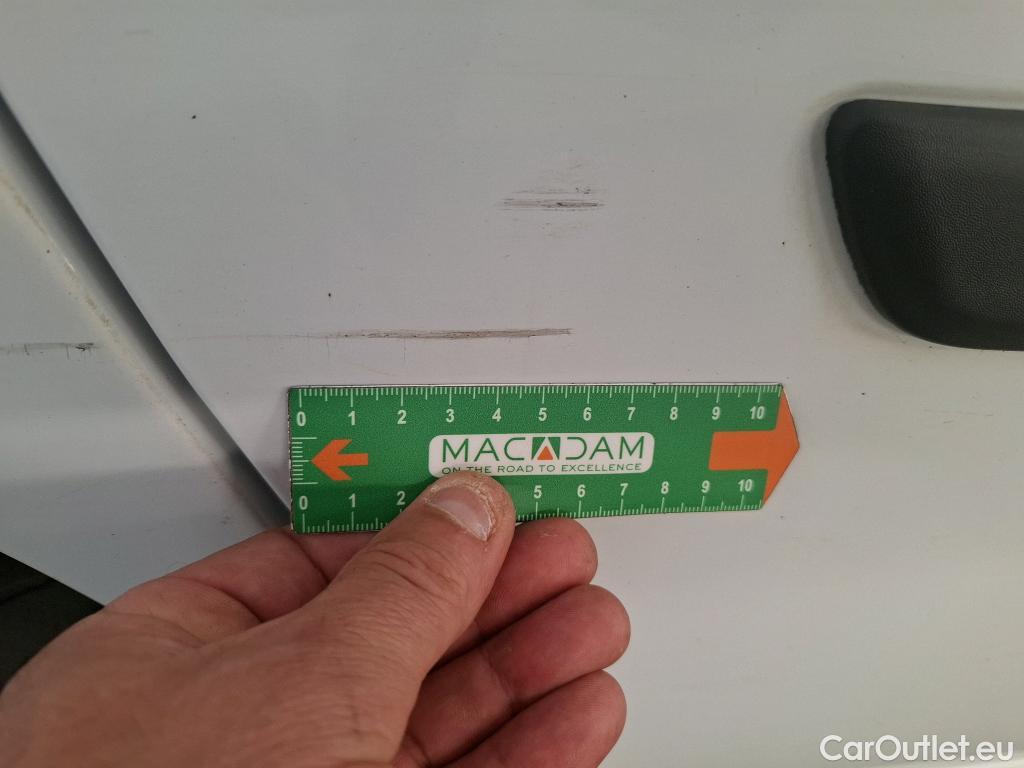 0 1 2 3 4 5 6 7 8 9 10
MACADAM
ON THE ROAD TO EXCELLENCE
0 1 2 5 6 7 8 9 10
CarOutlet.eu